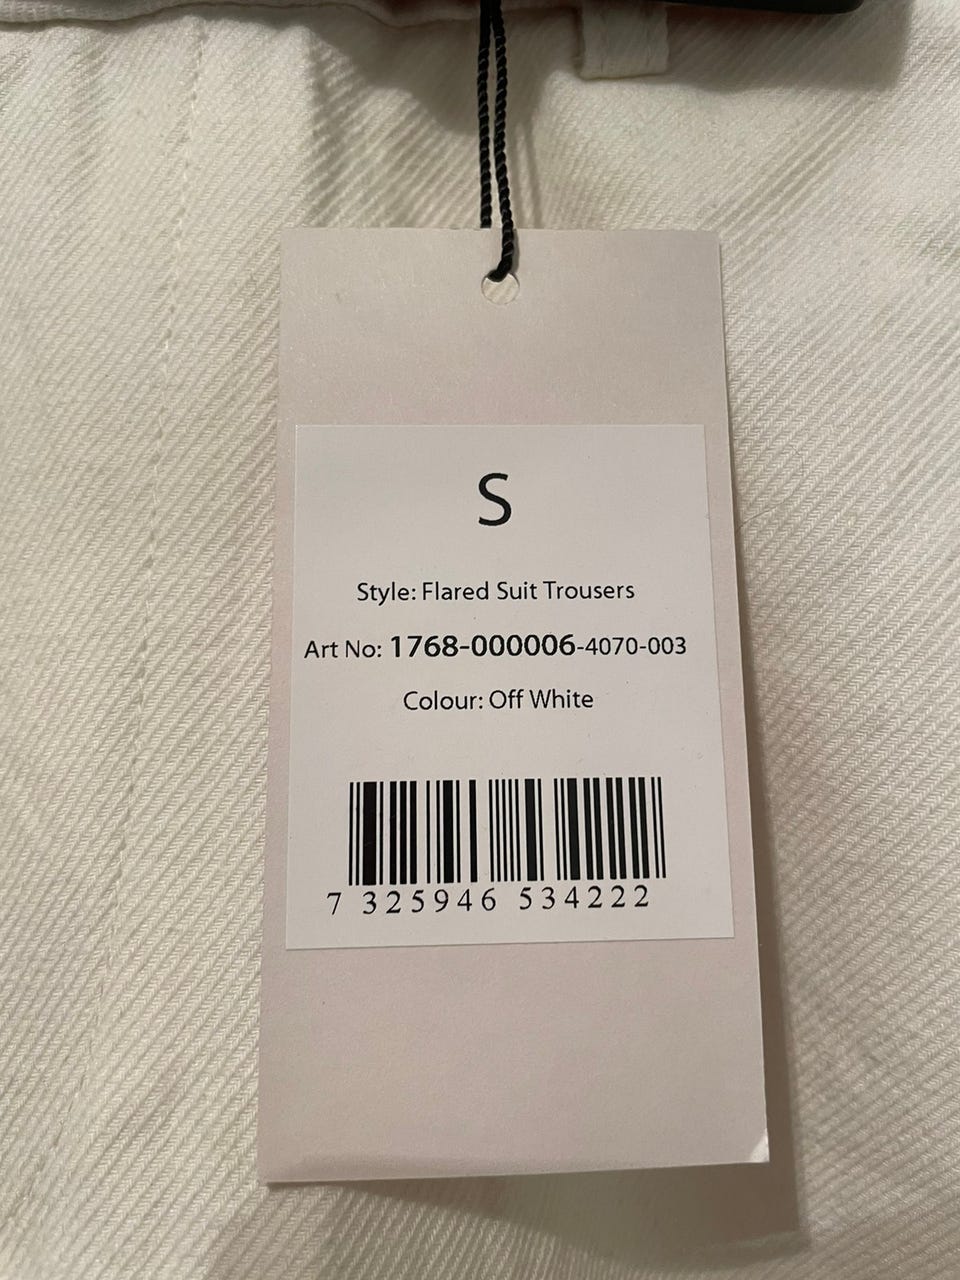 S
Style: Flared Suit Trousers
Art No: 1768-000006-4070-003
Colour: Off White
7 325946 534222